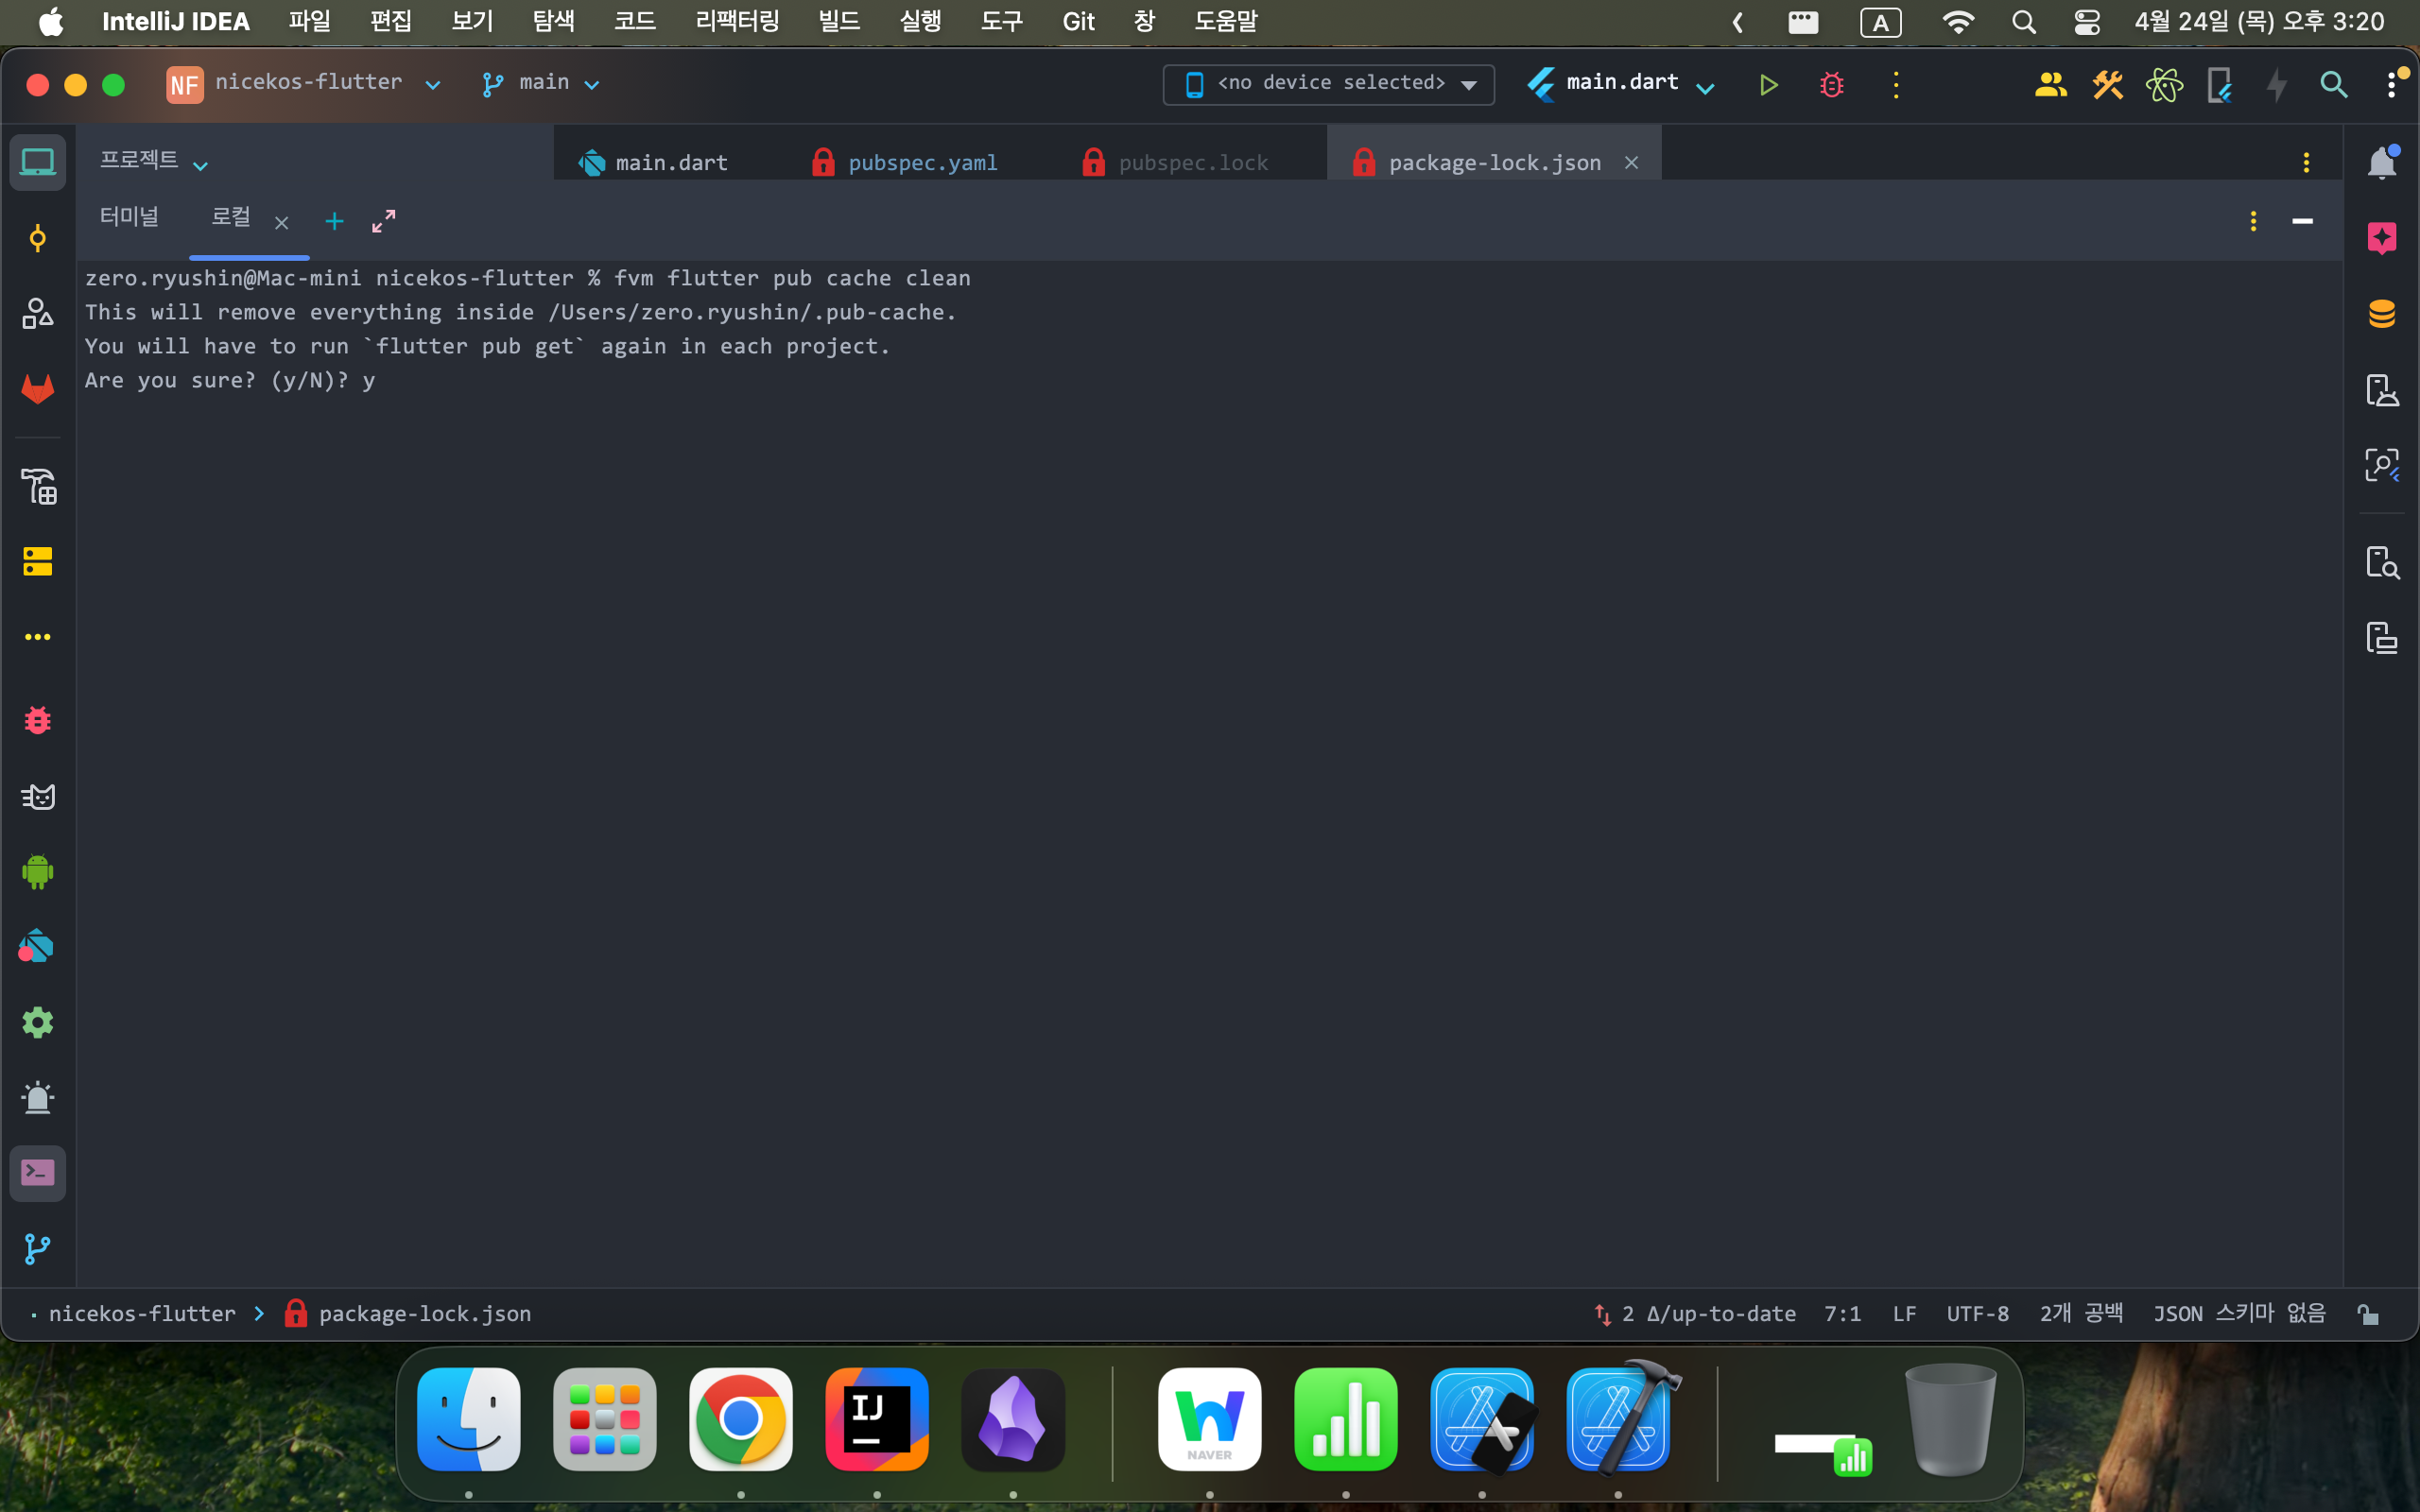 IntelliJ IDEA 파일 편집 보기 탐색 코드 리팩터링 빌드 실행 도구 Git 창 도움말 A 4월 24일 (목) 오후 3:20
NF nicekos-flutter main <no device selected> main.dart
프로젝트 main.dart pubspec.yaml pubspec.lock package-lock.json
터미널 로컬
zero.ryushin@Mac-mini nicekos-flutter % fvm flutter pub cache clean
This will remove everything inside /Users/zero.ryushin/.pub-cache.
You will have to run `flutter pub get` again in each project.
Are you sure? (y/N)? y
nicekos-flutter package-lock.json 2 Δ/up-to-date 7:1 LF UTF-8 2개 공백 JSON 스키마 없음
IJ
NAVER